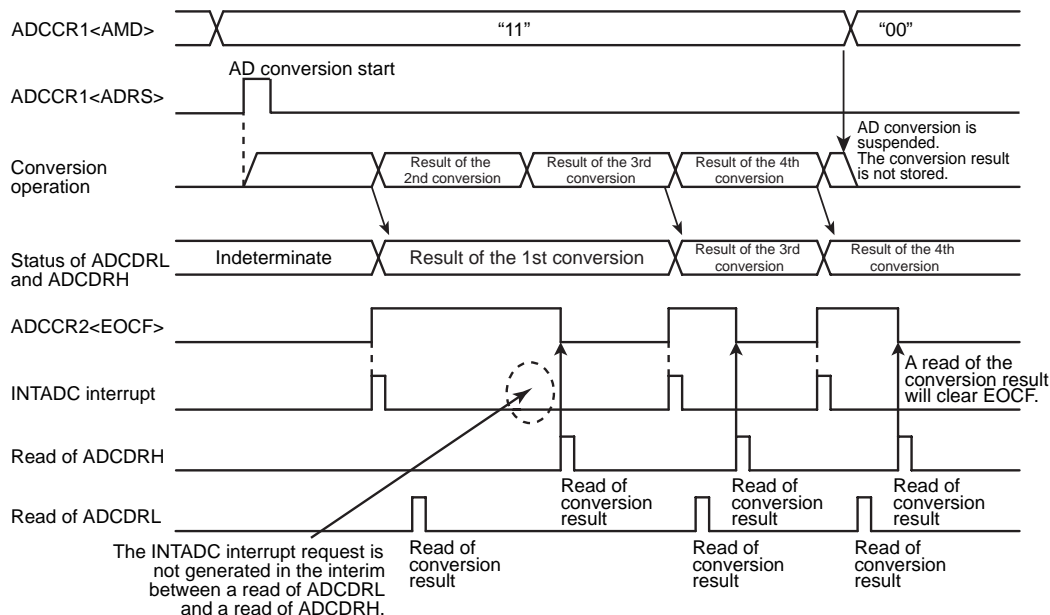 ADCCR1<AMD>
“11”
“00”
AD conversion start
ADCCR1<ADRS>
AD conversion is
suspended.
The conversion result
is not stored.
Conversion
operation
Result of the
2nd conversion
Result of the 3rd
conversion
Result of the 4th
conversion
Status of ADCDRL
and ADCDRH
Indeterminate
Result of the 1st conversion
Result of the 3rd
conversion
Result of the 4th
conversion
ADCCR2<EOCF>
A read of the
conversion result
will clear EOCF.
INTADC interrupt
Read of ADCDRH
Read of
conversion
result
Read of
conversion
result
Read of
conversion
result
Read of ADCDRL
Read of
conversion
result
Read of
conversion
result
Read of
conversion
result
The INTADC interrupt request is
not generated in the interim
between a read of ADCDRL
and a read of ADCDRH.